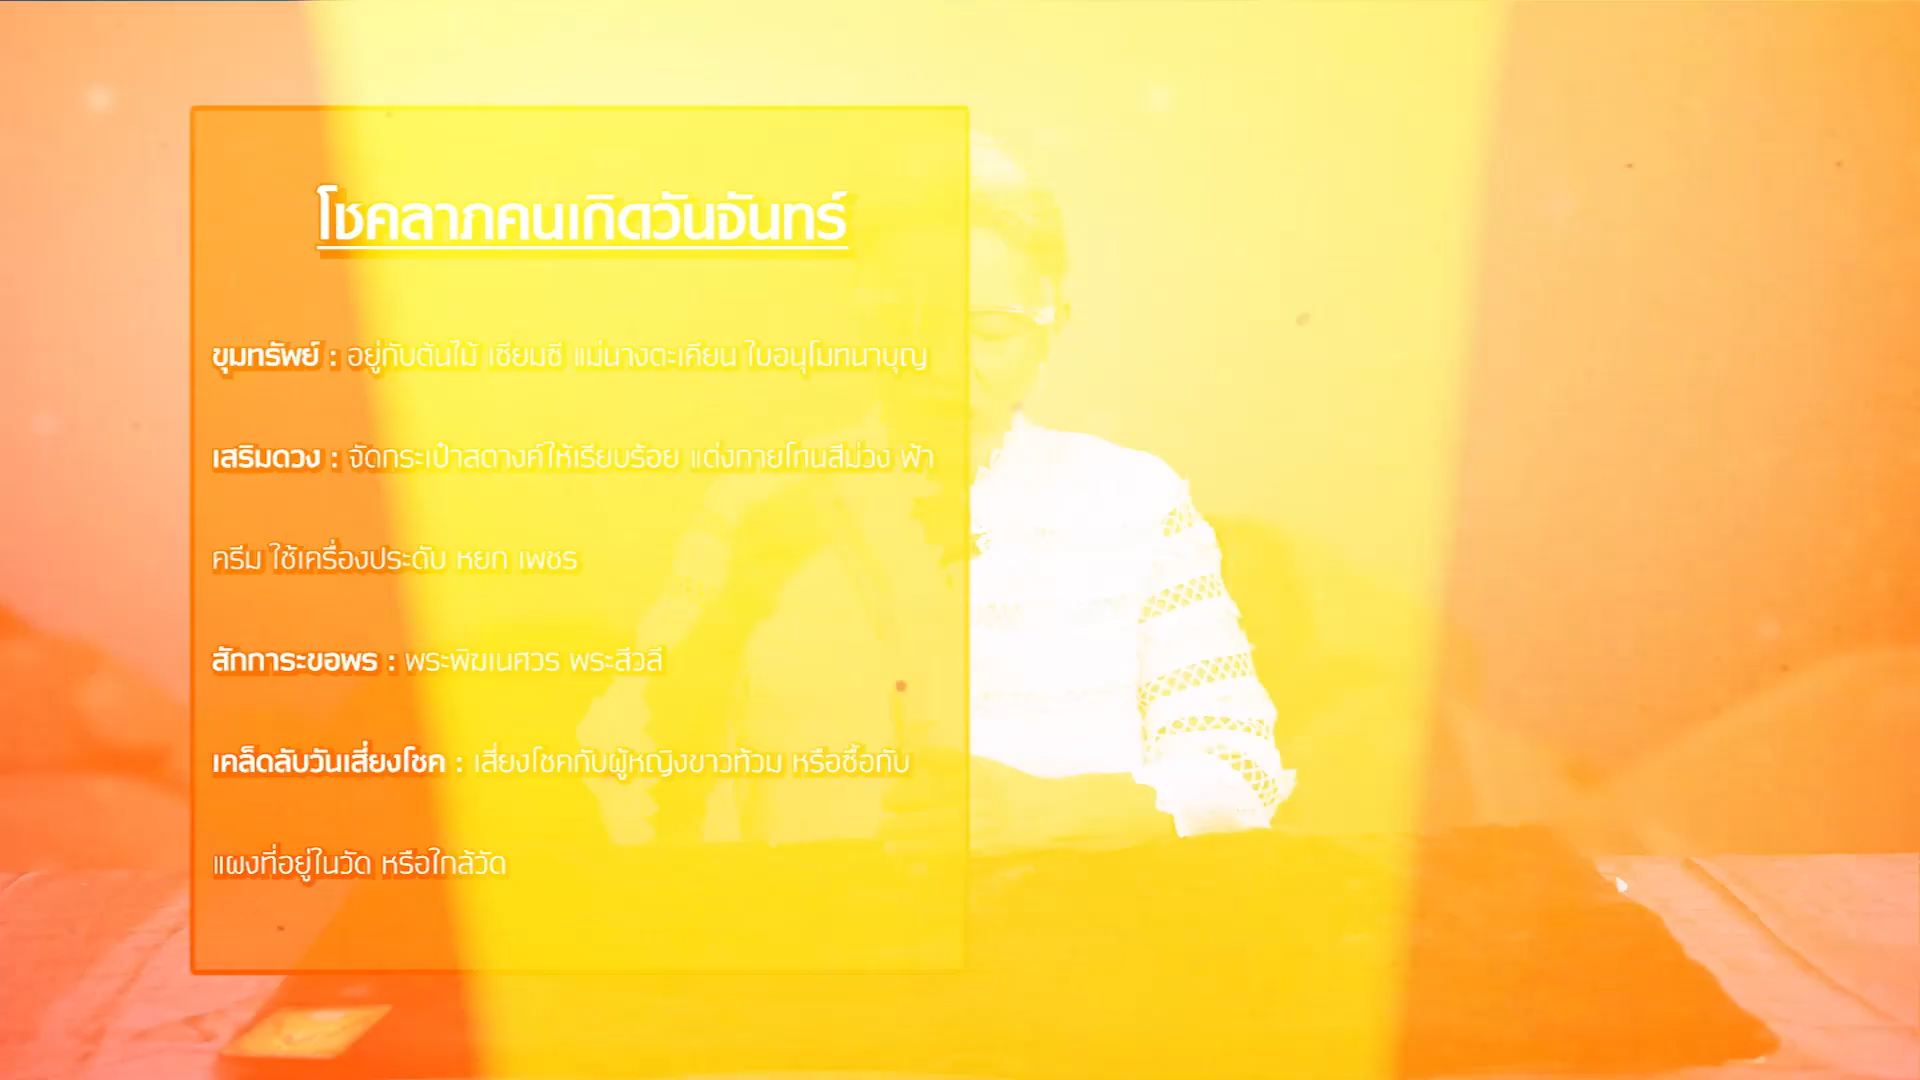 โชคลาภคนเกิดวันจันทร์
ขุมทรัพย์ : อยู่กับต้นไม้ เซียมซี แม่นางตะเคียน ใบอนุโมทนาบุญ
เสริมดวง : จัดกระเป๋าสตางค์ให้เรียบร้อย แต่งกายโทนสีม่วง ฟ้า
ครีม ใช้เครื่องประดับ หยก เพชร
สักการะขอพร : พระพิฆเนศวร พระสีวลี
เคล็ดลับวันเสี่ยงโชค : เสี่ยงโชคกับผู้หญิงขาวท้วม หรือซื้อกับ
แผงที่อยู่ในวัด หรือใกล้วัด